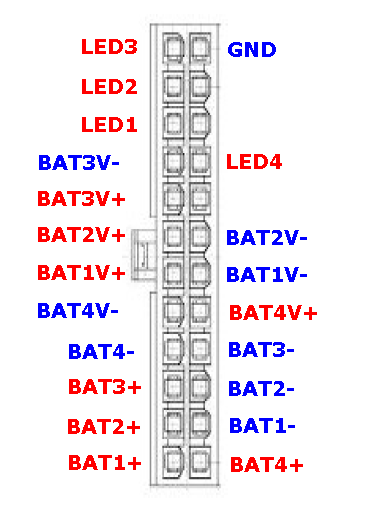 LED3 GND
LED2
LED1
BAT3V- LED4
BAT3V+
BAT2V+ BAT2V-
BAT1V+ BAT1V-
BAT4V- BAT4V+
BAT4- BAT3-
BAT3+ BAT2-
BAT2+ BAT1-
BAT1+ BAT4+